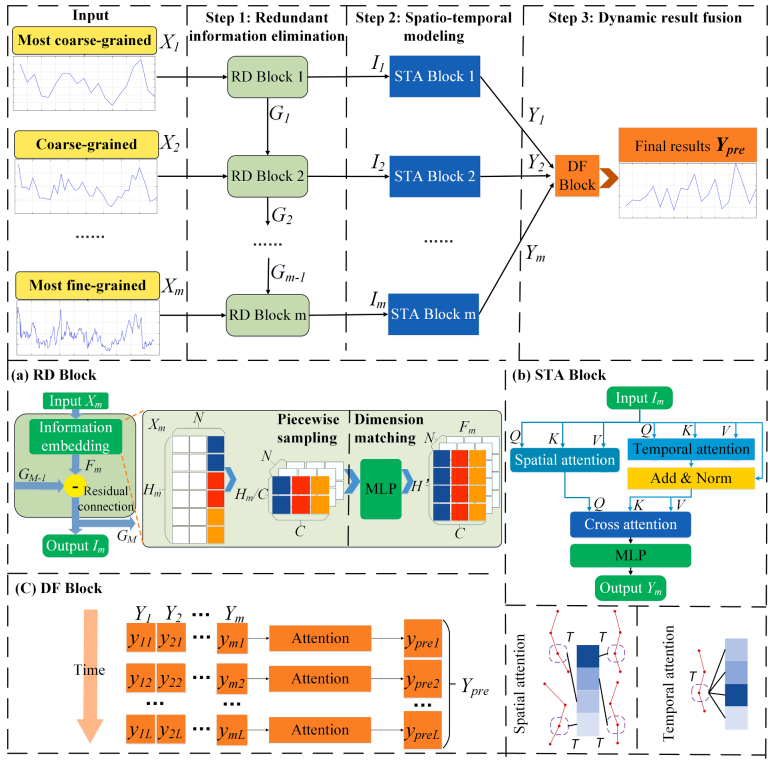 Input
Step 1: Redundant
information elimination
Step 2: Spatio-temporal
modeling
Step 3: Dynamic result fusion
Most coarse-grained
X1
RD Block 1
I1
STA Block 1
G1
Y1
Coarse-grained
X2
RD Block 2
I2
STA Block 2
Y2
DF
Block
Final results Ypre
G2
......
......
......
Gm-1
Ym
Most fine-grained
Xm
RD Block m
Im
STA Block m
(a) RD Block
Input Xm
Information
embedding
GM-1
Fm
-
Residual
connection
GM
Output Im
Xm
N
Hm
Piecewise
sampling
N
Hm/C
C
Dimension
matching
MLP
Fm
N
H'
C
(b) STA Block
Input Im
Q
K
V
Q
K
V
Spatial attention
Temporal attention
Add & Norm
Q
K
V
Cross attention
MLP
Output Ym
(C) DF Block
Time
Y1 Y2 ... Ym
y11 y21 ... ym1 Attention ypre1
y12 y22 ... ym2 Attention ypre2
... ... ...
y1L y2L ... ymL Attention ypreL
Ypre
Spatial attention
T
T
T
T
Temporal attention
T